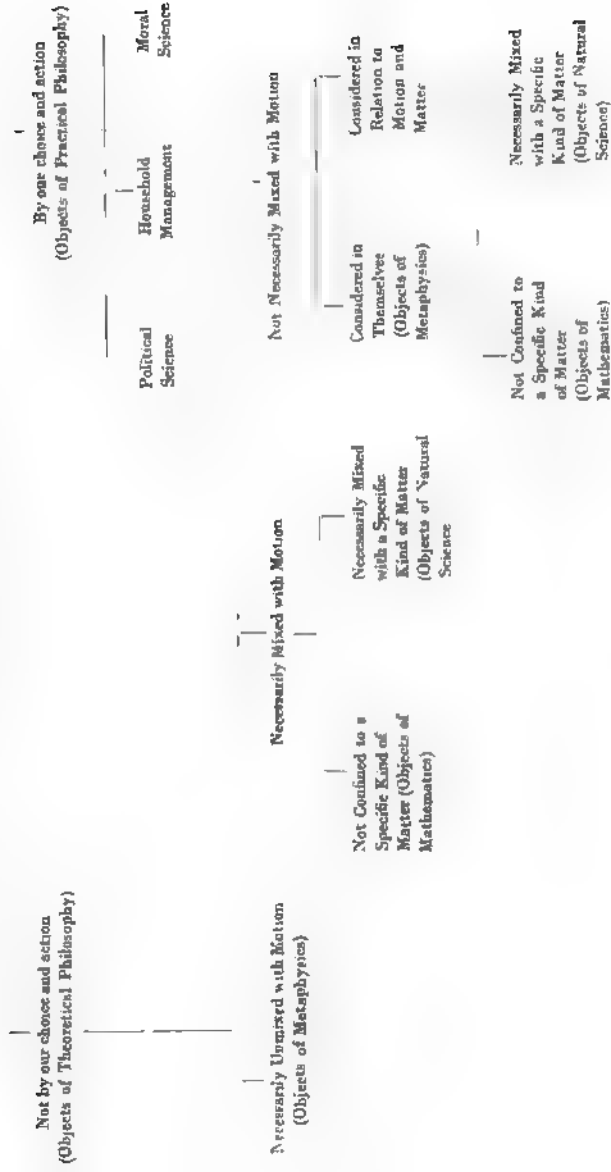 Not by our choice and action
(Objects of Theoretical Philosophy)
By our choice and action
(Objects of Practical Philosophy)
Political
Science
Household
Management
Moral
Science
Necessarily Unmixed with Motion
(Objects of Metaphysics)
Necessarily Mixed with Motion
Not Necessarily Mixed with Motion
Not Confined to a
Specific Kind of
Matter (Objects of
Mathematics)
Necessarily Mixed
with a Specific
Kind of Matter
(Objects of Natural
Science
Considered in
Themselves
(Objects of
Metaphysics)
Considered in
Relation to
Motion and
Matter
Not Confined to
a Specific Kind
of Matter
(Objects of
Mathematics)
Necessarily Mixed
with a Specific
Kind of Matter
(Objects of Natural
Science)